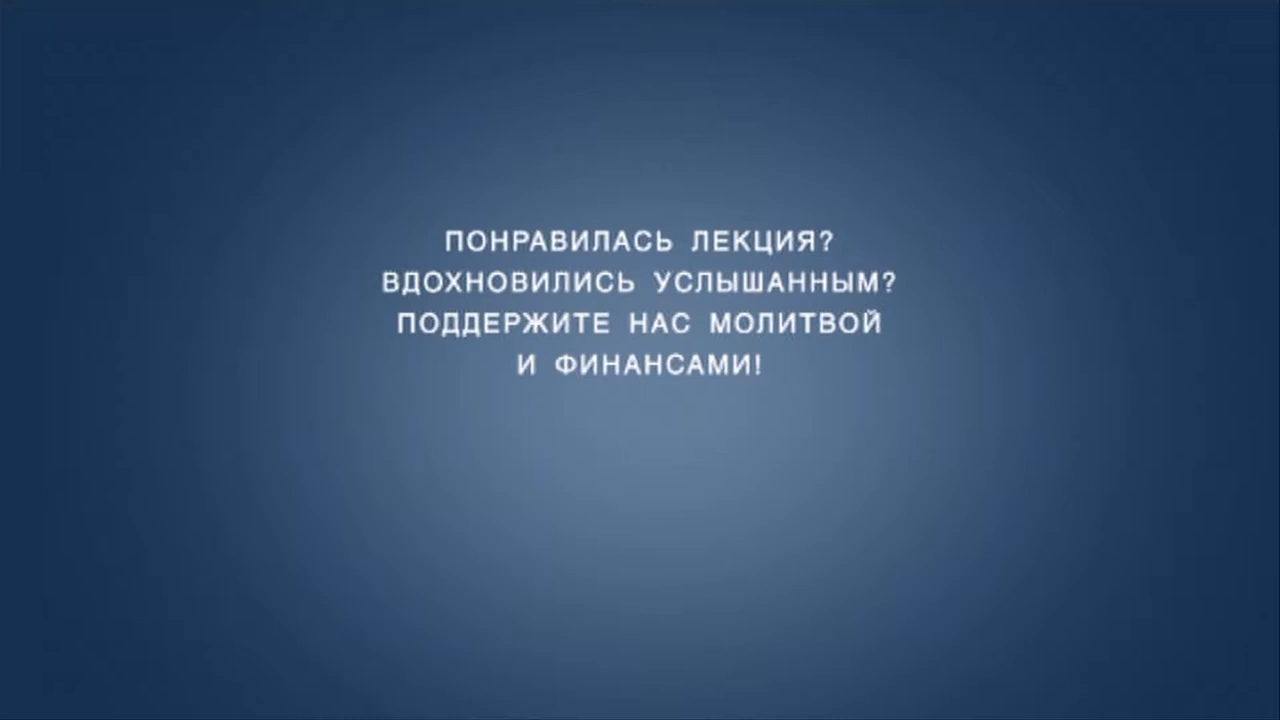 ПОНРАВИЛАСЬ ЛЕКЦИЯ?
ВДОХНОВИЛИСЬ УСЛЫШАННЫМ?
ПОДДЕРЖИТЕ НАС МОЛИТВОЙ
И ФИНАНСАМИ!